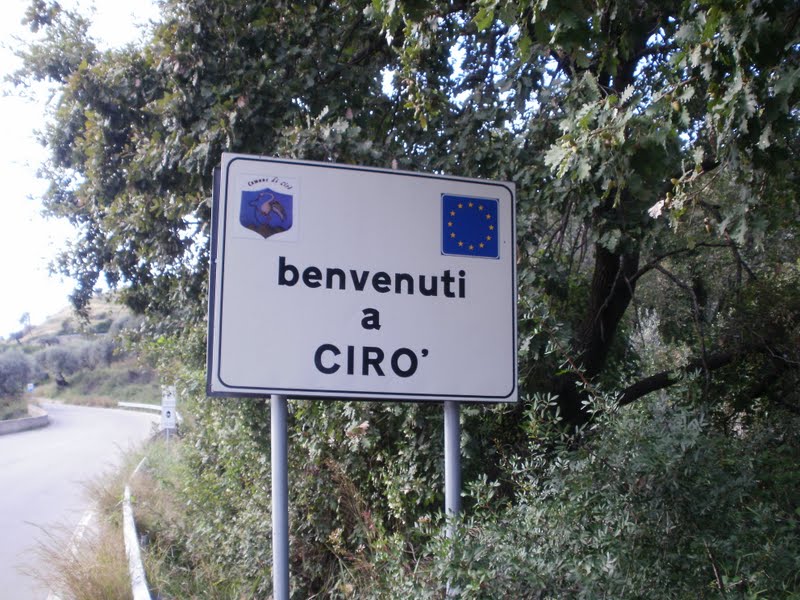 Comune di Cirò
benvenuti
a
CIRO'